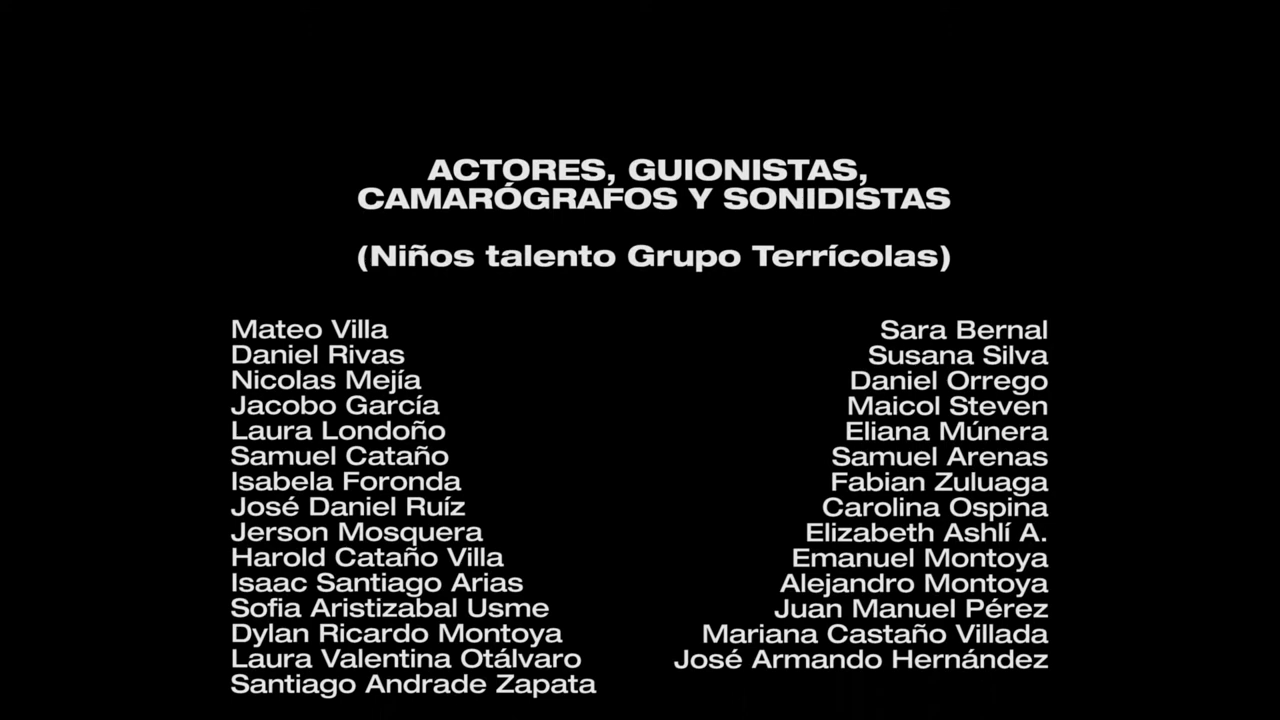 ACTORES, GUIONISTAS,
CAMARÓGRAFOS Y SONIDISTAS
(Niños talento Grupo Terrícolas)
Mateo Villa
Daniel Rivas
Nicolas Mejía
Jacobo García
Laura Londoño
Samuel Cataño
Isabela Foronda
José Daniel Ruíz
Jerson Mosquera
Harold Cataño Villa
Isaac Santiago Arias
Sofia Aristizabal Usme
Dylan Ricardo Montoya
Laura Valentina Otálvaro
Santiago Andrade Zapata
Sara Bernal
Susana Silva
Daniel Orrego
Maicol Steven
Eliana Múnera
Samuel Arenas
Fabian Zuluaga
Carolina Ospina
Elizabeth Ashlí A.
Emanuel Montoya
Alejandro Montoya
Juan Manuel Pérez
Mariana Castaño Villada
José Armando Hernández